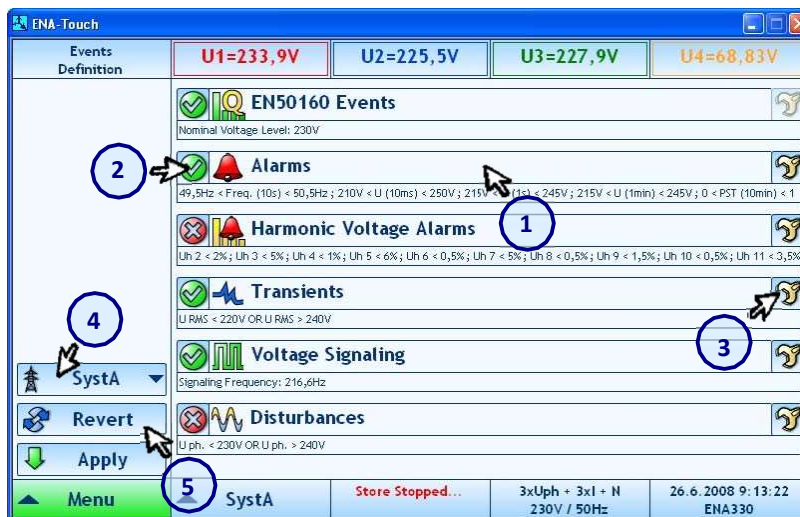 ENA-Touch
Events
Definition
U1=233,9V
U2=225,5V
U3=227,9V
U4=68,83V
EN50160 Events
Nominal Voltage Level: 230V
2
Alarms
49,5Hz < Freq. (10s) < 50,5Hz ; 210V < U (10ms) < 250V ; 215V < (1s) < 245V ; 215V < U (1min) < 245V ; 0 < PST (10min) < 1
1
Harmonic Voltage Alarms
Uh 2 < 2% ; Uh 3 < 5% ; Uh 4 < 1% ; Uh 5 < 6% ; Uh 6 < 0,5% ; Uh 7 < 5% ; Uh 8 < 0,5% ; Uh 9 < 1,5% ; Uh 10 < 0,5% ; Uh 11 < 3,5%
Transients
U RMS < 220V OR U RMS > 240V
4
3
Voltage Signaling
Signaling Frequency: 216,6Hz
SystA
Revert
Disturbances
U ph. < 230V OR U ph. > 240V
Apply
5
Menu
SystA
Store Stopped...
3xUph + 3xI + N
230V / 50Hz
26.6.2008 9:13:22
ENA330